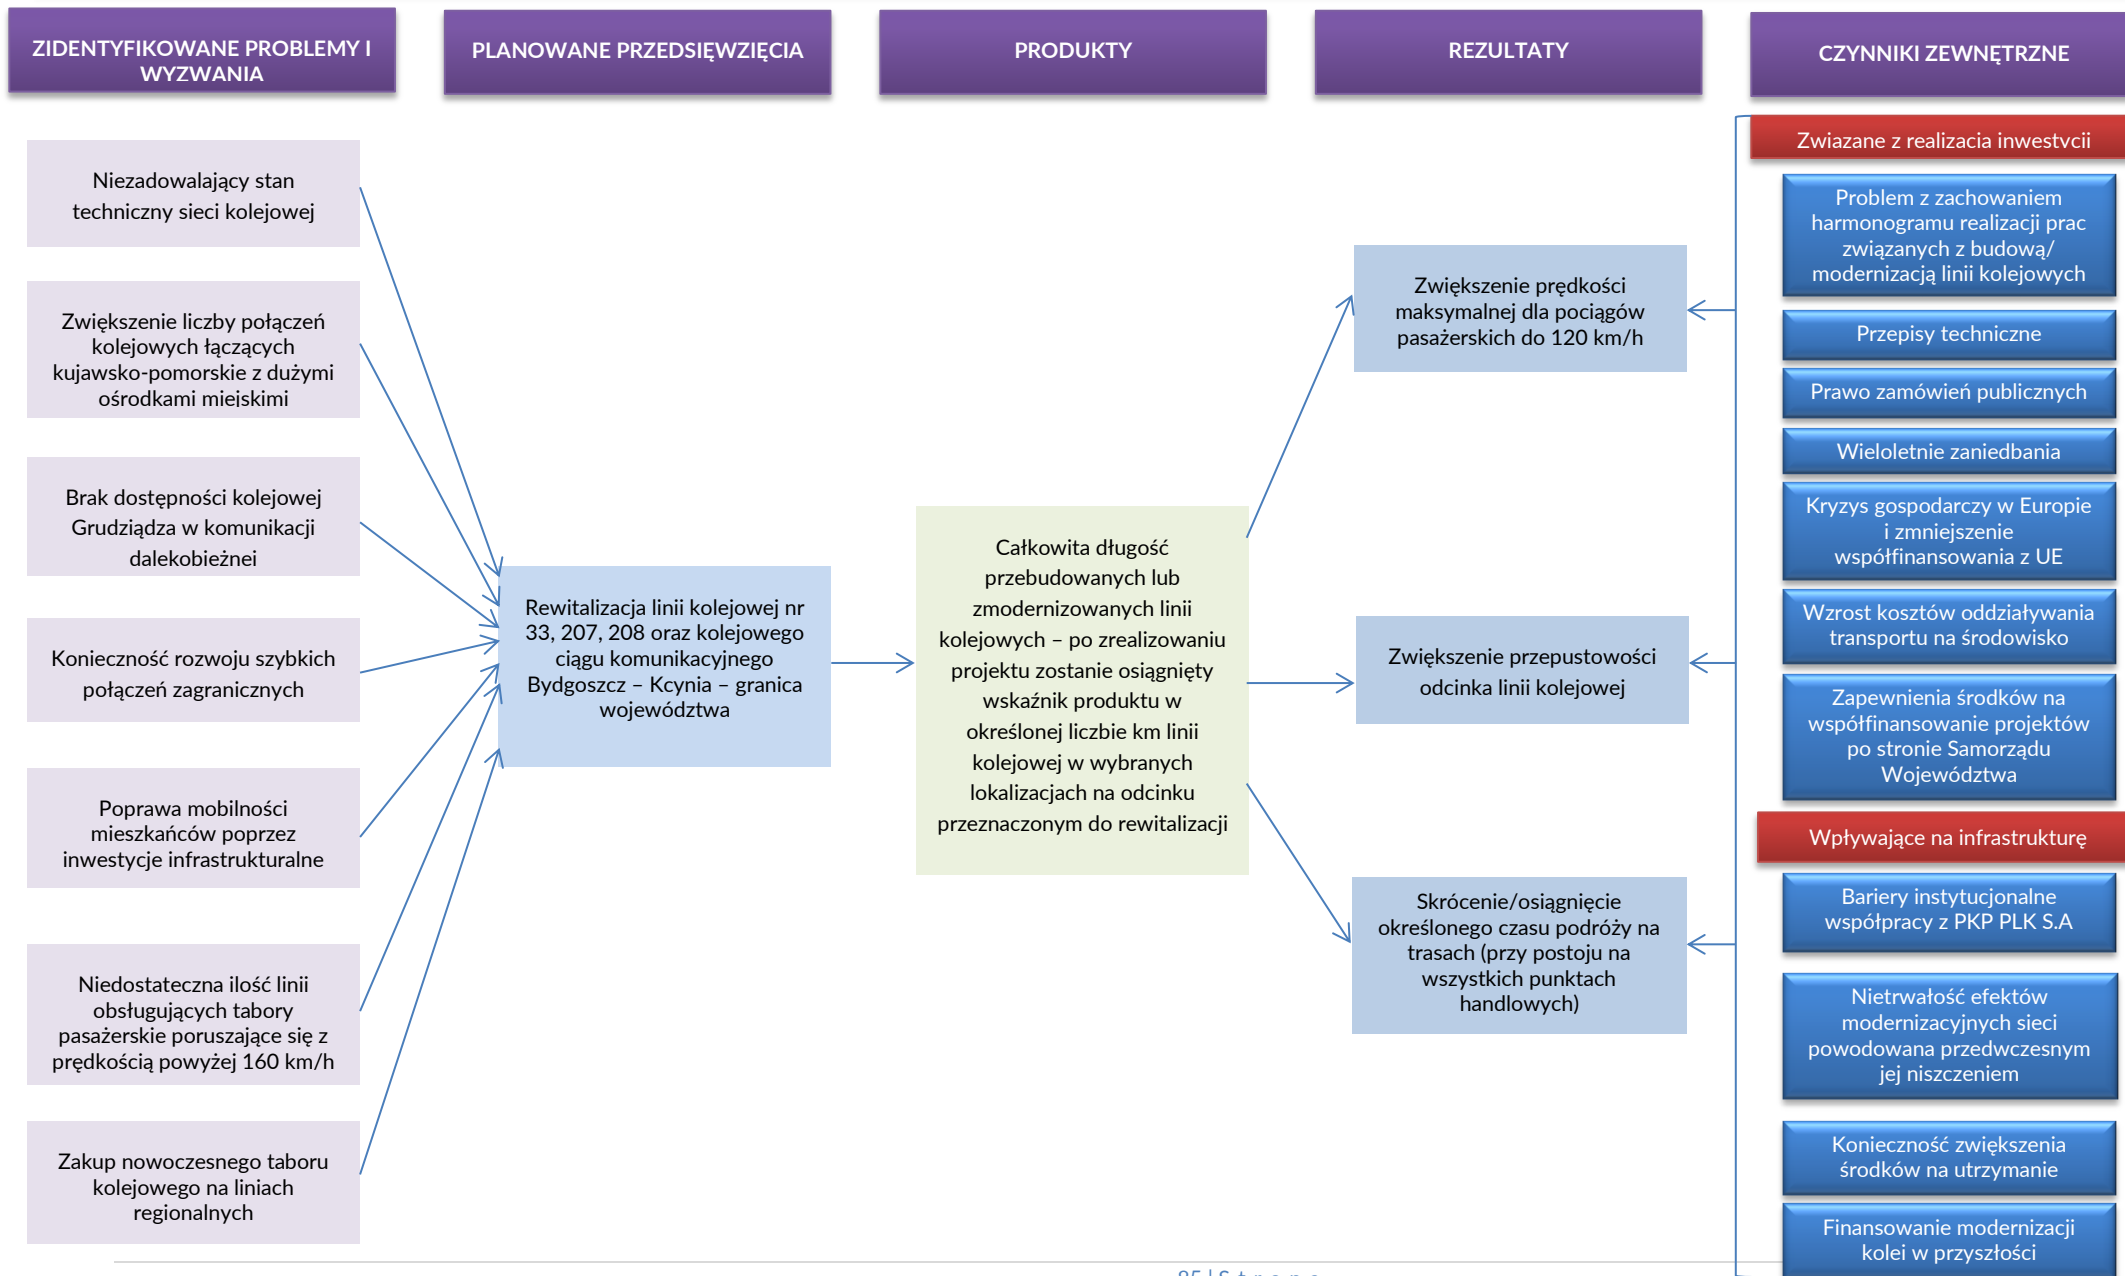 ZIDENTYFIKOWANE PROBLEMY I
WYZWANIA
PLANOWANE PRZEDSIĘWZIĘCIA
PRODUKTY
REZULTATY
CZYNNIKI ZEWNĘTRZNE
Niezadowalający stan
techniczny sieci kolejowej
Zwiększenie liczby połączeń
kolejowych łączących
kujawsko-pomorskie z dużymi
ośrodkami miejskimi
Brak dostępności kolejowej
Grudziądza w komunikacji
dalekobieżnej
Konieczność rozwoju szybkich
połączeń zagranicznych
Poprawa mobilności
mieszkańców poprzez
inwestycje infrastrukturalne
Niedostateczna ilość linii
obsługujących tabory
pasażerskie poruszające się z
prędkością powyżej 160 km/h
Zakup nowoczesnego taboru
kolejowego na liniach
regionalnych
Rewitalizacja linii kolejowej nr
33, 207, 208 oraz kolejowego
ciągu komunikacyjnego
Bydgoszcz – Kcynia – granica
województwa
Całkowita długość
przebudowanych lub
zmodernizowanych linii
kolejowych – po zrealizowaniu
projektu zostanie osiągnięty
wskaźnik produktu w
określonej liczbie km linii
kolejowej w wybranych
lokalizacjach na odcinku
przeznaczonym do rewitalizacji
Zwiększenie prędkości
maksymalnej dla pociągów
pasażerskich do 120 km/h
Zwiększenie przepustowości
odcinka linii kolejowej
Skrócenie/osiągnięcie
określonego czasu podróży na
trasach (przy postoju na
wszystkich punktach
handlowych)
Związane z realizacją inwestycji
Problem z zachowaniem
harmonogramu realizacji prac
związanych z budową/
modernizacją linii kolejowych
Przepisy techniczne
Prawo zamówień publicznych
Wieloletnie zaniedbania
Kryzys gospodarczy w Europie
i zmniejszenie
współfinansowania z UE
Wzrost kosztów oddziaływania
transportu na środowisko
Zapewnienia środków na
współfinansowanie projektów
po stronie Samorządu
Województwa
Wpływające na infrastrukturę
Bariery instytucjonalne
współpracy z PKP PLK S.A
Nietrwałość efektów
modernizacyjnych sieci
powodowana przedwczesnym
jej niszczeniem
Konieczność zwiększenia
środków na utrzymanie
Finansowanie modernizacji
kolei w przyszłości
85 | Strona